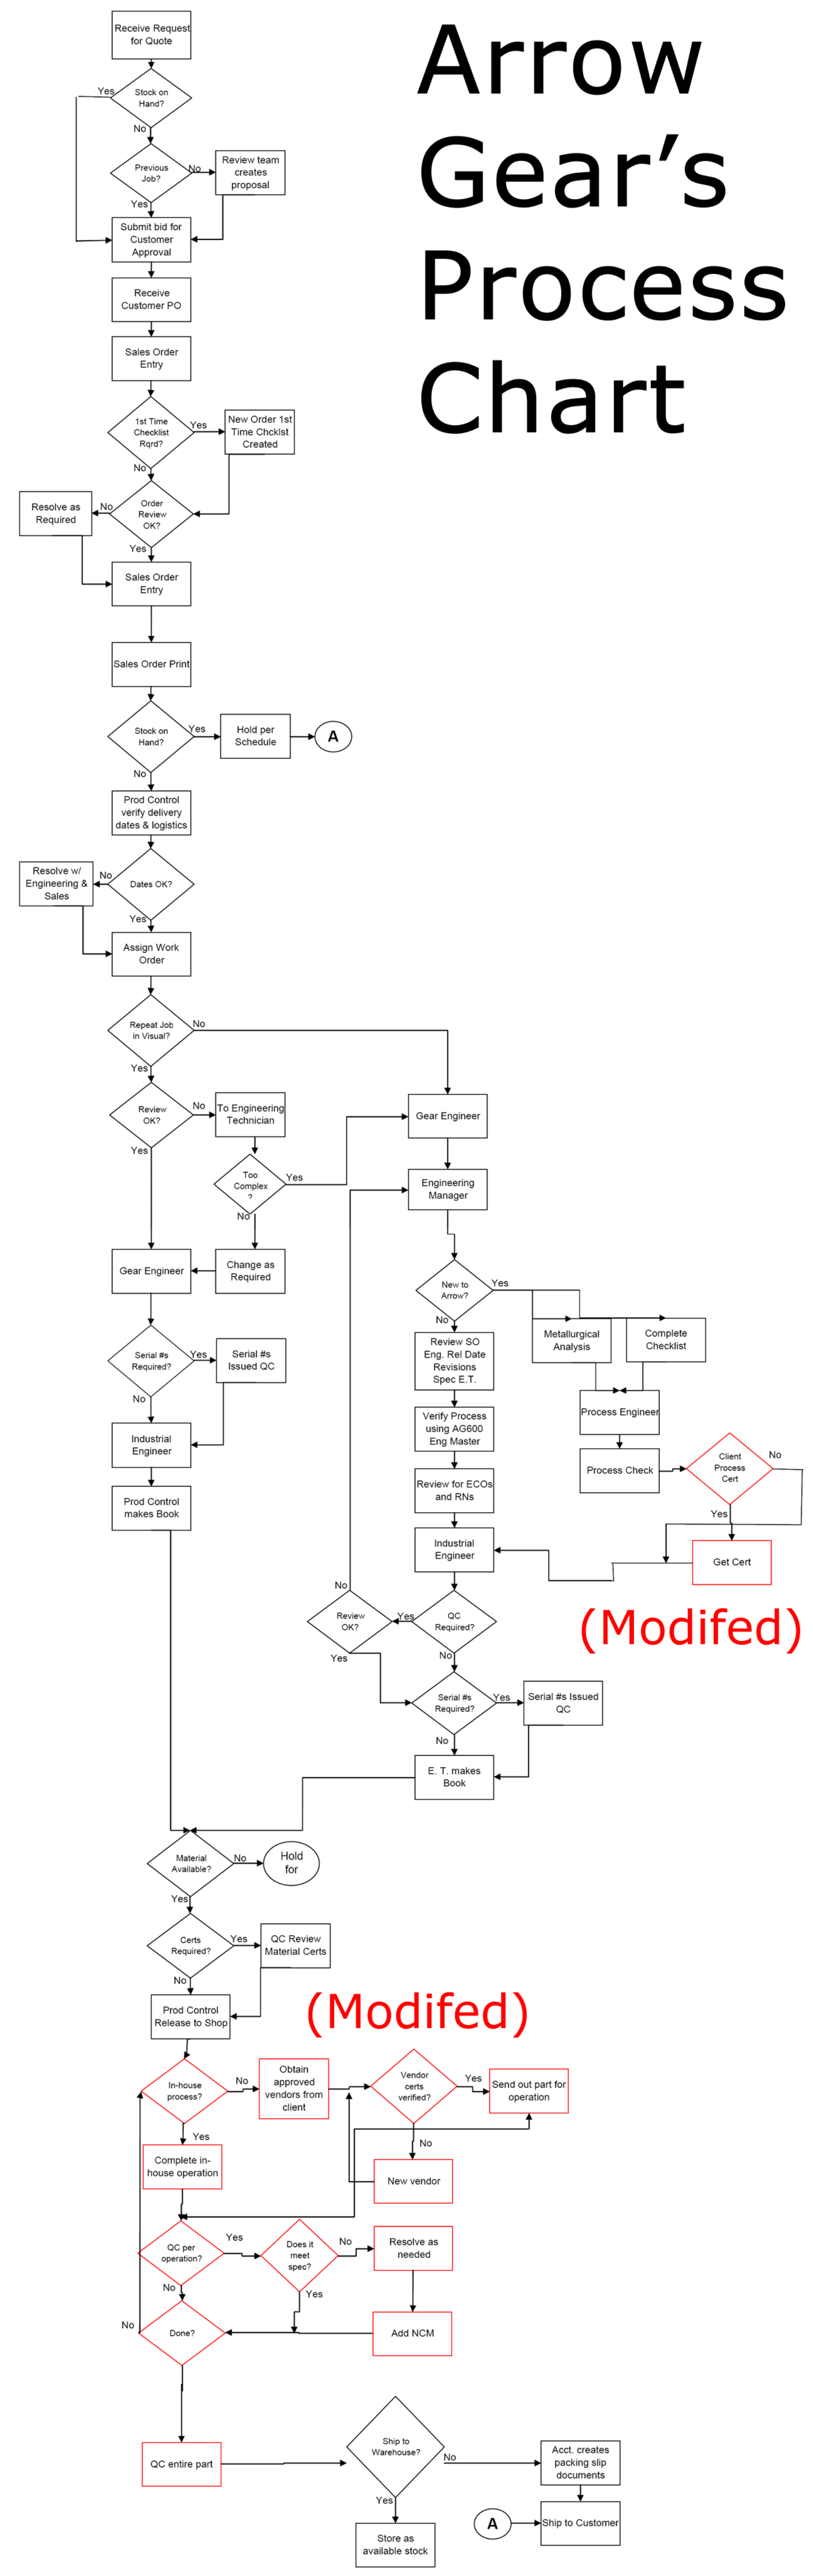 Arrow
Gear's
Process
Chart
Receive Request
for Quote
Yes
Stock on
Hand?
No
Previous
Job?
No
Review team
creates
proposal
Yes
Submit bid for
Customer
Approval
Receive
Customer PO
Sales Order
Entry
1st Time
Checklist
Rqrd?
Yes
New Order 1st
Time Chcklst
Created
No
Order
Review
OK?
No
Resolve as
Required
Yes
Sales Order
Entry
Sales Order Print
Stock on
Hand?
Yes
Hold per
Schedule
A
No
Prod Control
verify delivery
dates & logistics
Dates OK?
No
Resolve w/
Engineering &
Sales
Yes
Assign Work
Order
Repeat Job
in Visual?
No
Yes
Review
OK?
No
To Engineering
Technician
Gear Engineer
Yes
Too
Complex
?
Yes
Engineering
Manager
No
Gear Engineer
Change as
Required
New to
Arrow?
Yes
No
Metallurgical
Analysis
Complete
Checklist
Review SO
Eng. Rel Date
Revisions
Spec E.T.
Serial #s
Required?
Yes
Serial #s
Issued QC
No
Process Engineer
Verify Process
using AG600
Eng Master
Industrial
Engineer
Process Check
Client
Process
Cert
No
Review for ECOs
and RNs
Prod Control
makes Book
Yes
Industrial
Engineer
Get Cert
(Modifed)
No
Review
OK?
Yes
QC
Required?
Yes
No
Serial #s
Required?
Yes
Serial #s Issued
QC
No
E. T. makes
Book
Material
Available?
No
Hold
for
Yes
Certs
Required?
Yes
QC Review
Material Certs
No
Prod Control
Release to Shop
(Modifed)
In-house
process?
No
Obtain
approved
vendors from
client
Vendor
certs
verified?
Yes
Send out part for
operation
Yes
No
Complete in-
house operation
New vendor
QC per
operation?
Yes
Does it
meet
spec?
No
Resolve as
needed
No
Yes
No
Done?
Add NCM
QC entire part
Ship to
Warehouse?
No
Acct. creates
packing slip
documents
Yes
Store as
available stock
A
Ship to Customer